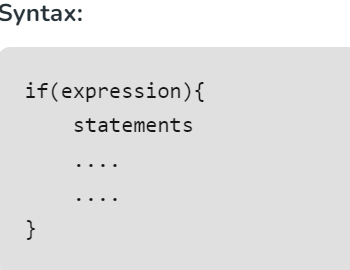 Syntax:
if(expression){
    statements
    ....
    ....
}